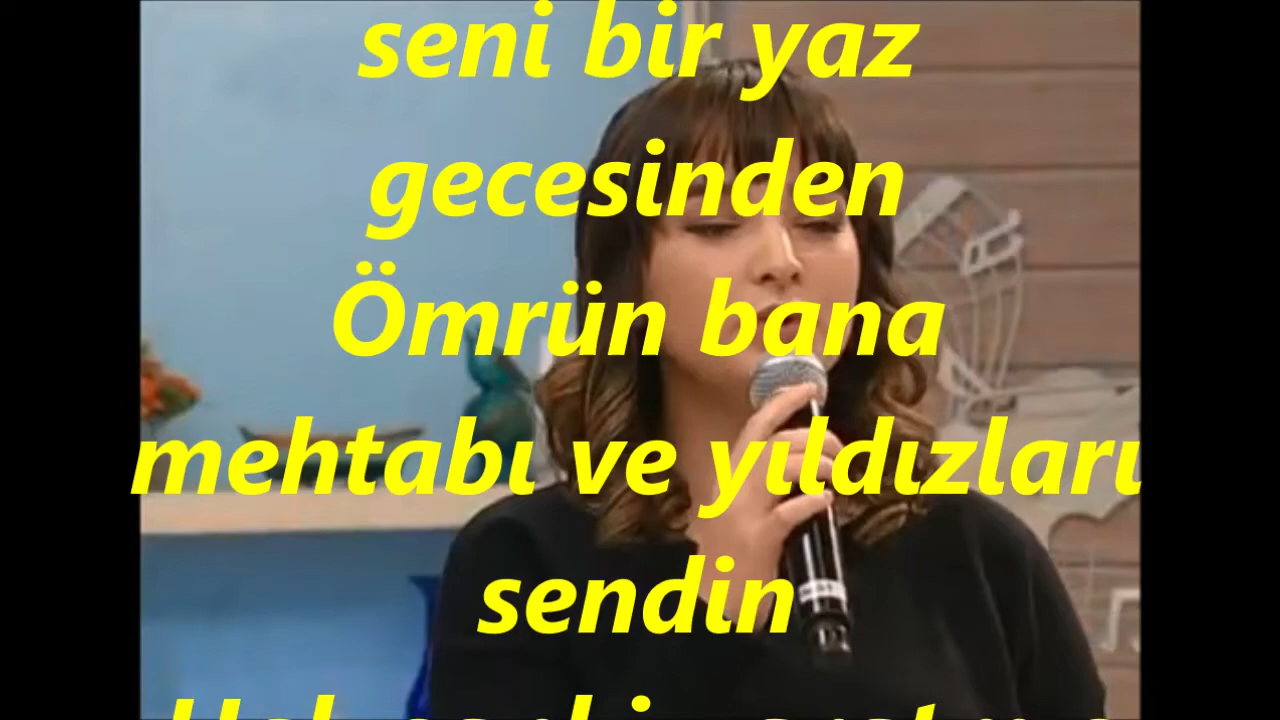 seni bir yaz
gecesinden
Ömrün bana
mehtabı ve yıldızları
sendin